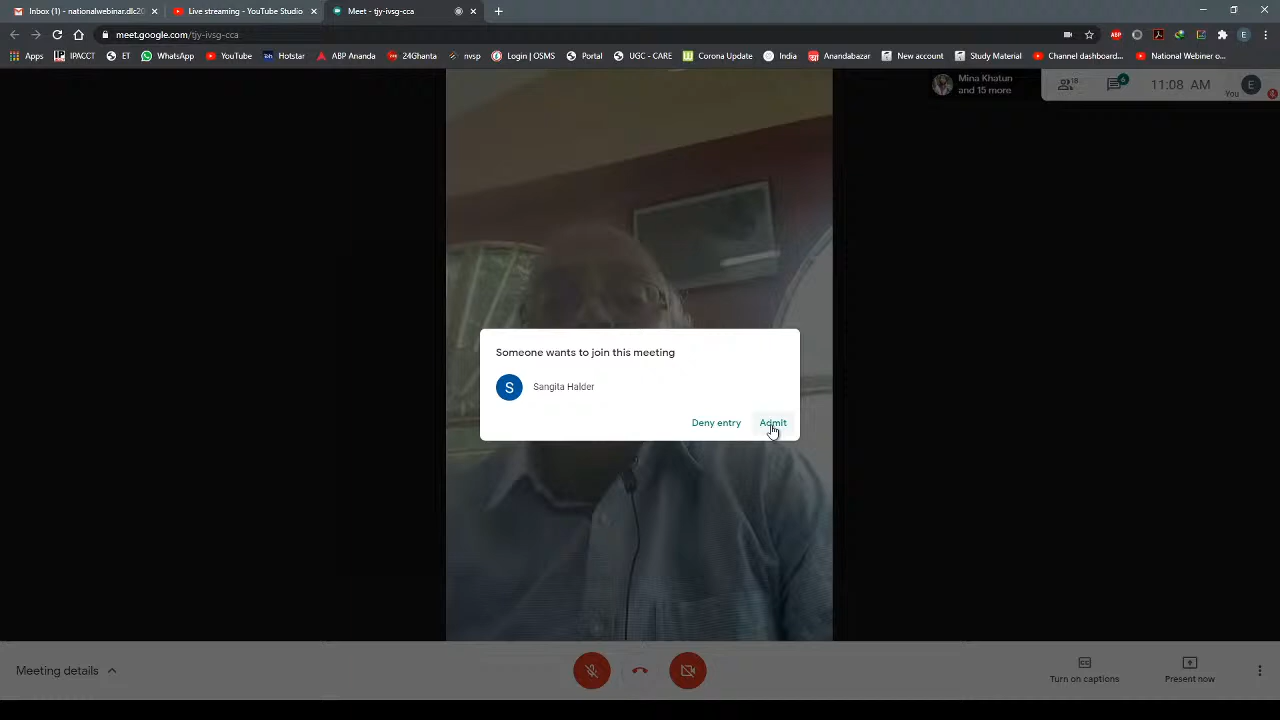 Inbox (1) - nationalwebinar.dlc20
Live streaming - YouTube Studio
Meet - tjy-ivsg-cca
meet.google.com/tjy-ivsg-cca
Apps
IPACCT
ET
WhatsApp
YouTube
Hotstar
ABP Ananda
24Ghanta
nvsp
Login | OSMS
Portal
UGC - CARE
Corona Update
India
Anandabazar
New account
Study Material
Channel dashboard...
National Webiner o...
Mina Khatun
and 15 more
18
6
11:08 AM
You
E
Someone wants to join this meeting
S
Sangita Halder
Deny entry
Admit
Meeting details
Turn on captions
Present now